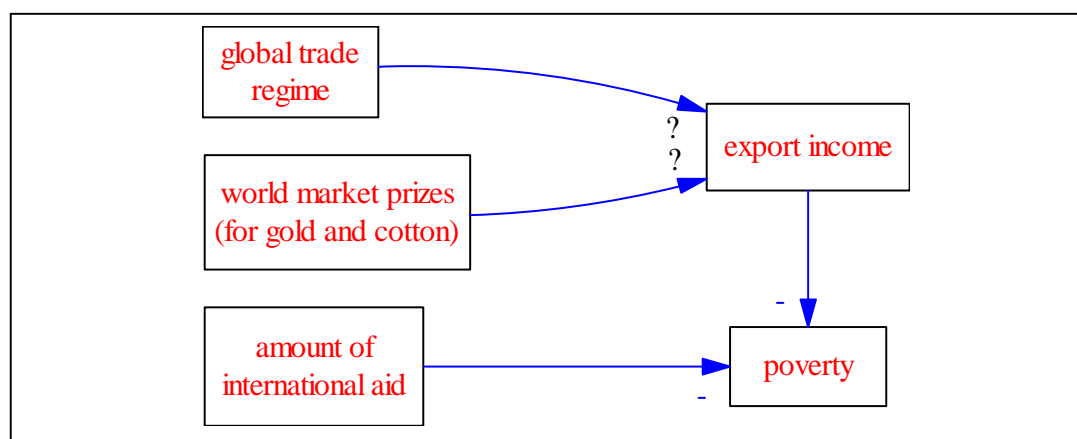 global trade
regime
?
export income
?
world market prizes
(for gold and cotton)
-
amount of
international aid
poverty
-